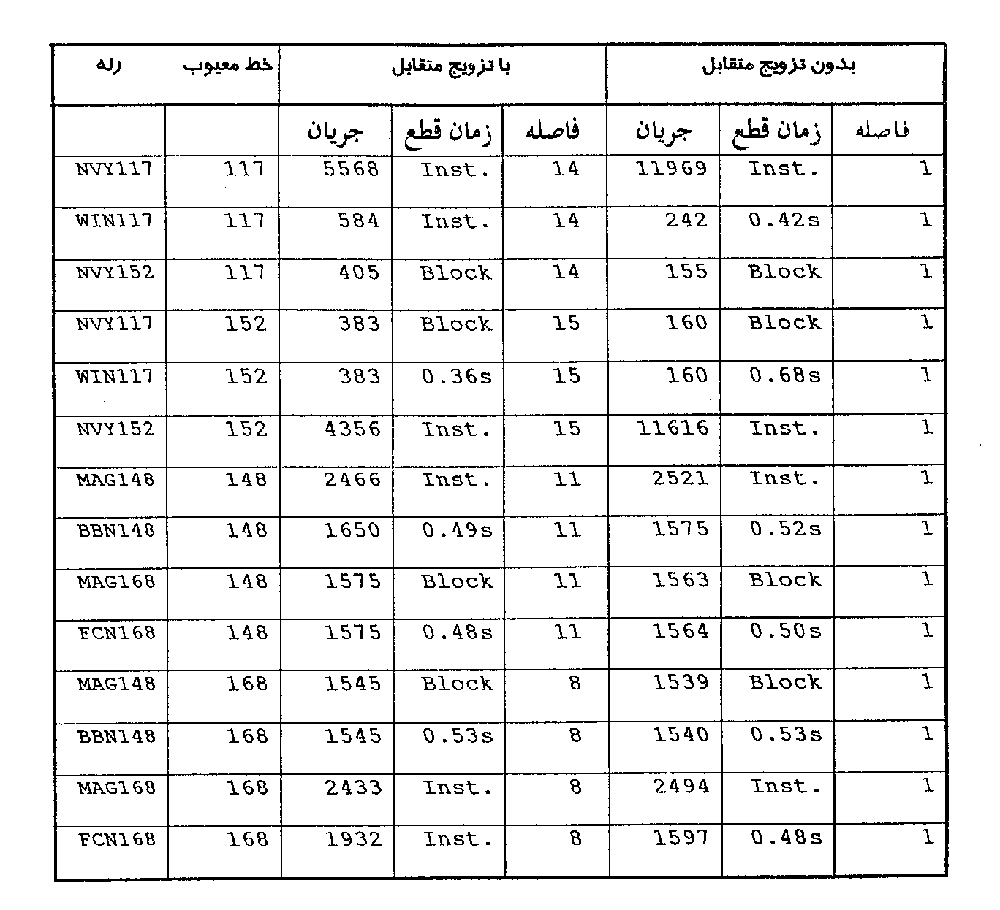 رله خط معیوب با تزویج متقابل بدون تزویج متقابل
جریان زمان قطع فاصله جریان زمان قطع فاصله
NVY117 117 5568 Inst. 14 11969 Inst. 1
WIN117 117 584 Inst. 14 242 0.42s 1
NVY152 117 405 Block 14 155 Block 1
NVY117 152 383 Block 15 160 Block 1
WIN117 152 383 0.36s 15 160 0.68s 1
NVY152 152 4356 Inst. 15 11616 Inst. 1
MAG148 148 2466 Inst. 11 2521 Inst. 1
BBN148 148 1650 0.49s 11 1575 0.52s 1
MAG168 148 1575 Block 11 1563 Block 1
FCN168 148 1575 0.48s 11 1564 0.50s 1
MAG148 168 1545 Block 8 1539 Block 1
BBN148 168 1545 0.53s 8 1540 0.53s 1
MAG168 168 2433 Inst. 8 2494 Inst. 1
FCN168 168 1932 Inst. 8 1597 0.48s 1